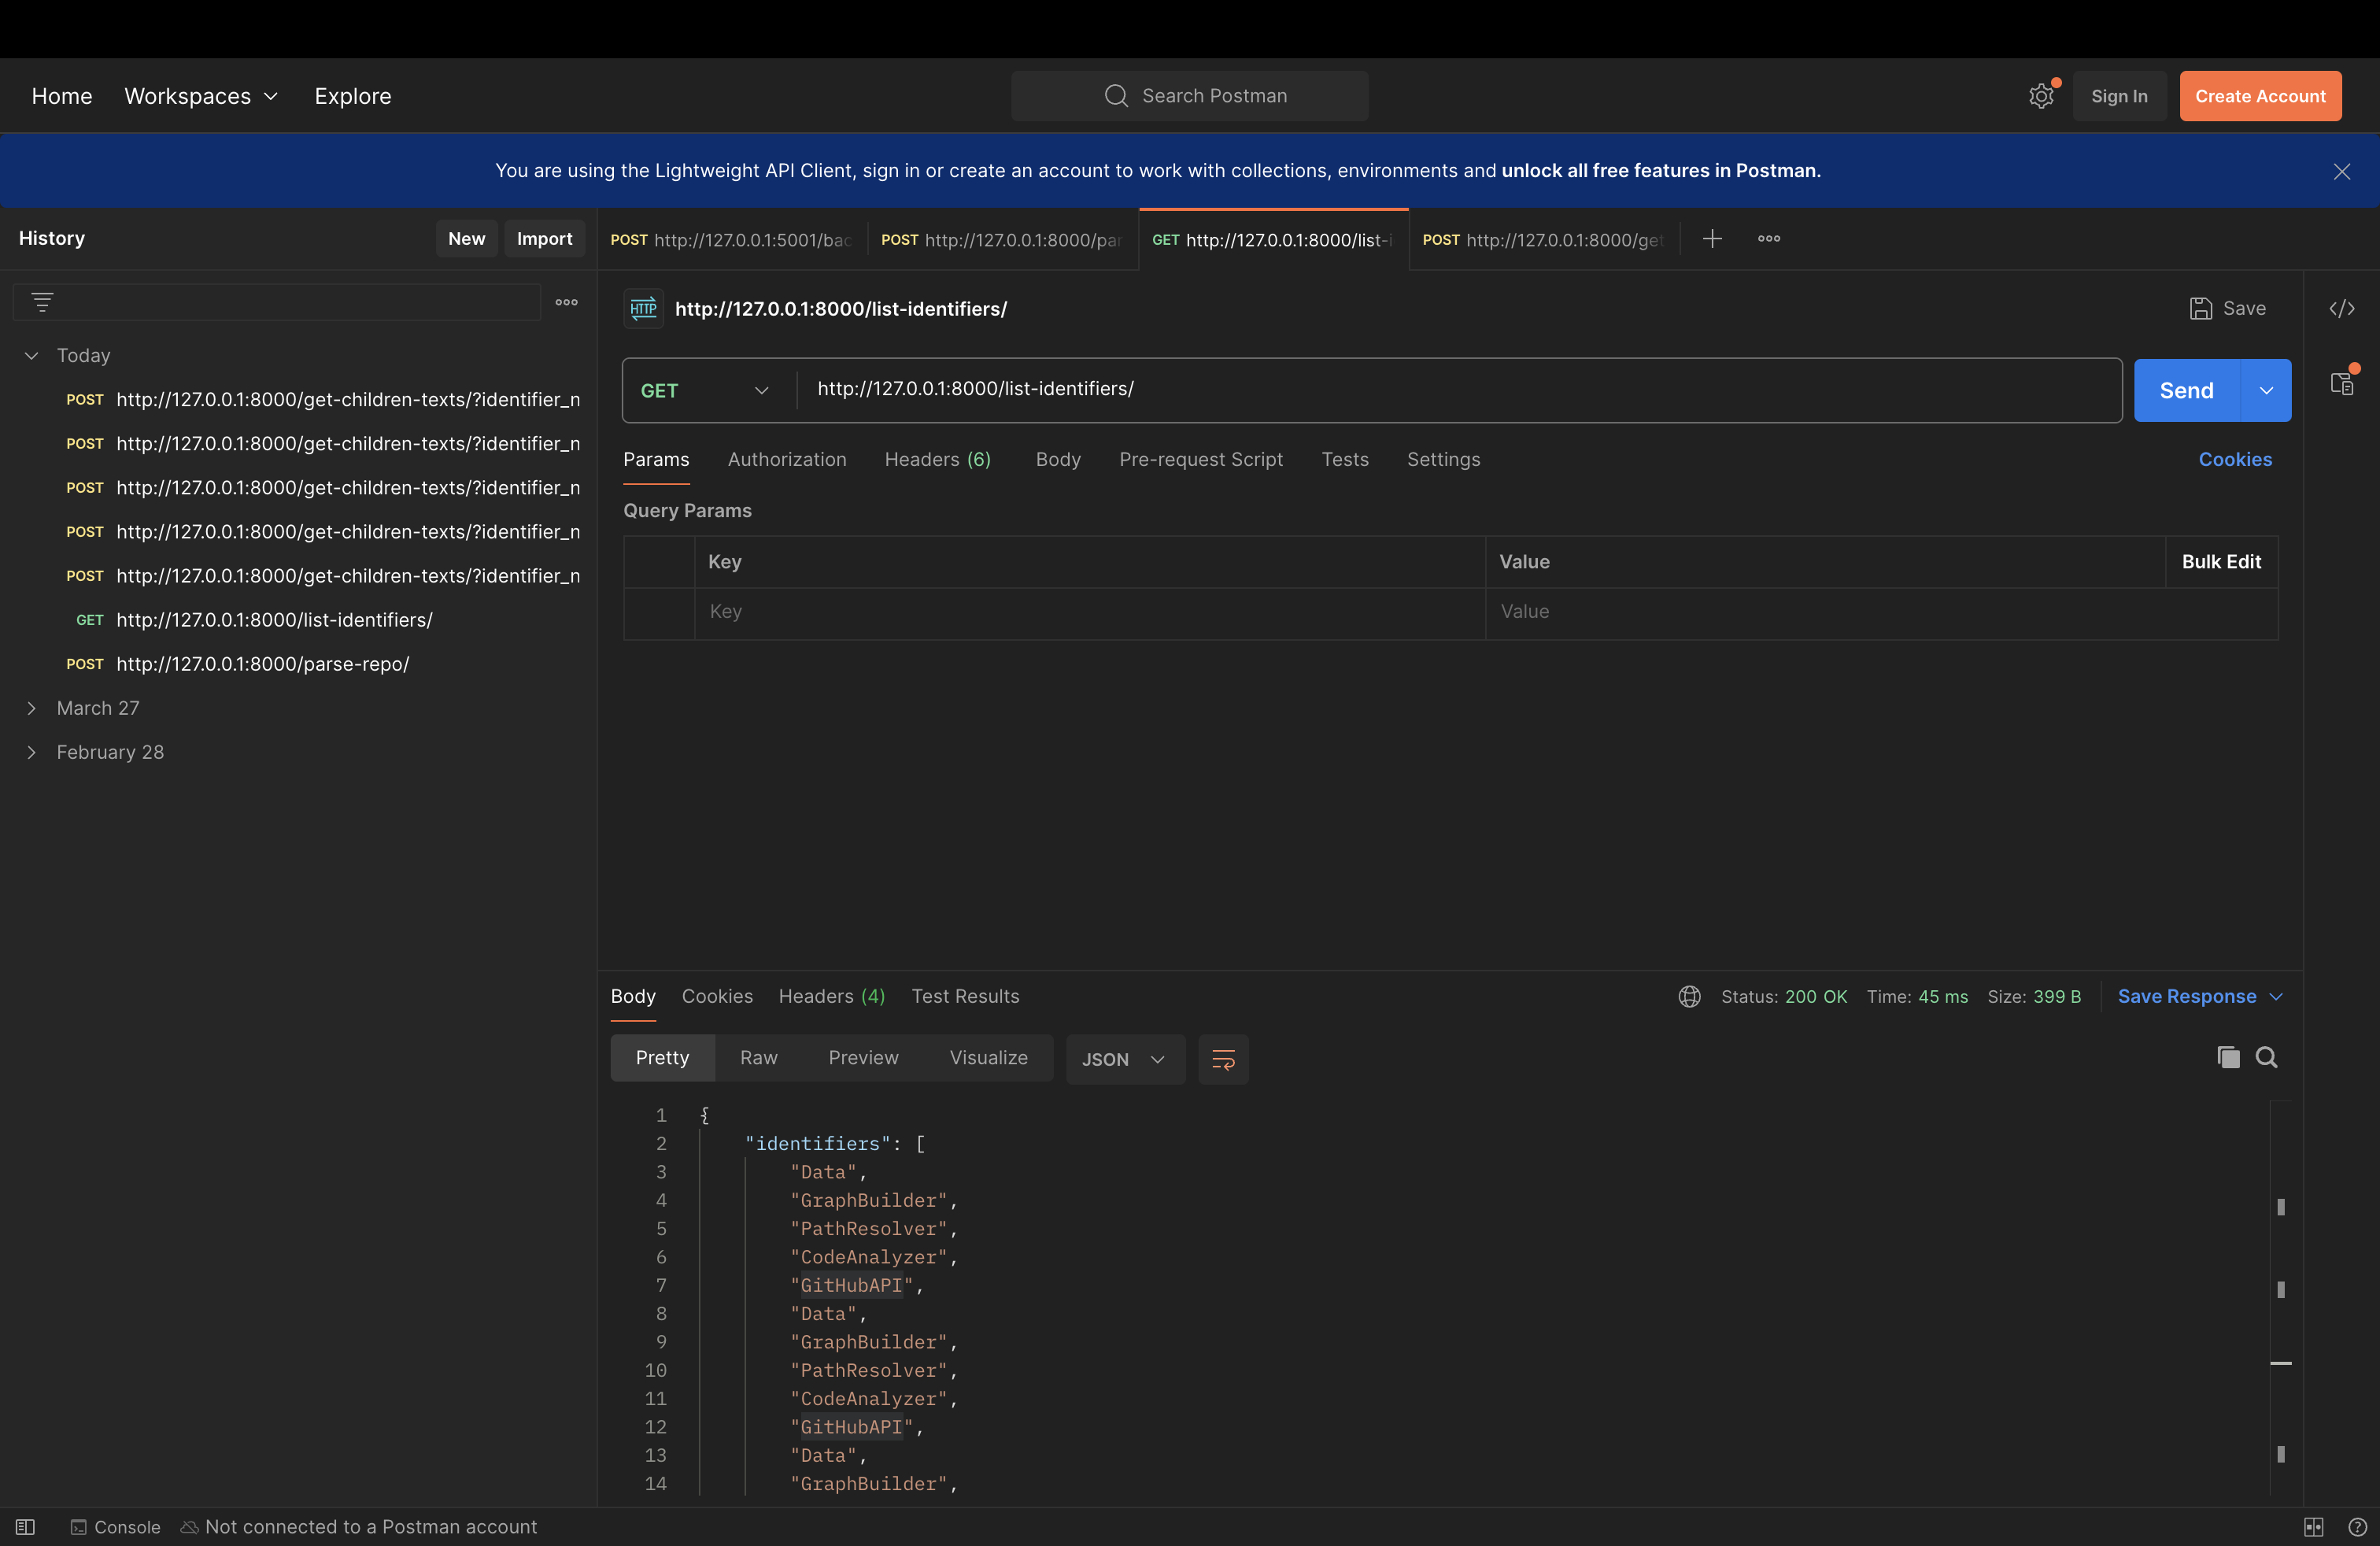 Home Workspaces Explore Search Postman Sign In Create Account
You are using the Lightweight API Client, sign in or create an account to work with collections, environments and unlock all free features in Postman.
History New Import
POST http://127.0.0.1:5001/bac POST http://127.0.0.1:8000/par GET http://127.0.0.1:8000/list-i POST http://127.0.0.1:8000/get
Today
POST http://127.0.0.1:8000/get-children-texts/?identifier_n
POST http://127.0.0.1:8000/get-children-texts/?identifier_n
POST http://127.0.0.1:8000/get-children-texts/?identifier_n
POST http://127.0.0.1:8000/get-children-texts/?identifier_n
POST http://127.0.0.1:8000/get-children-texts/?identifier_n
GET http://127.0.0.1:8000/list-identifiers/
POST http://127.0.0.1:8000/parse-repo/
March 27
February 28
HTTP http://127.0.0.1:8000/list-identifiers/ Save
GET http://127.0.0.1:8000/list-identifiers/ Send
Params Authorization Headers (6) Body Pre-request Script Tests Settings Cookies
Query Params
Key Value Bulk Edit
Key Value
Body Cookies Headers (4) Test Results Status: 200 OK Time: 45 ms Size: 399 B Save Response
Pretty Raw Preview Visualize JSON
1 {
2 "identifiers": [
3 "Data",
4 "GraphBuilder",
5 "PathResolver",
6 "CodeAnalyzer",
7 "GitHubAPI",
8 "Data",
9 "GraphBuilder",
10 "PathResolver",
11 "CodeAnalyzer",
12 "GitHubAPI",
13 "Data",
14 "GraphBuilder",
Console Not connected to a Postman account